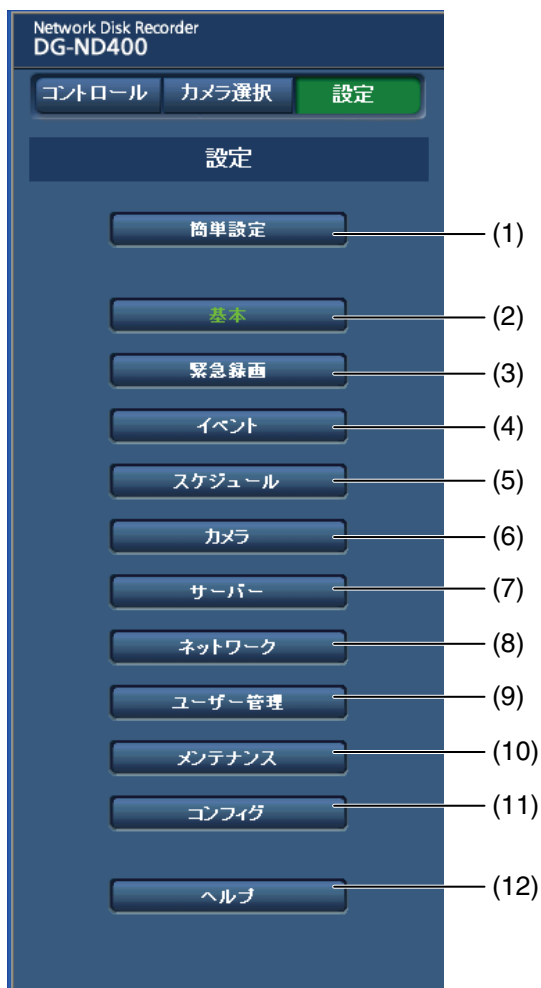 Network Disk Recorder
DG-ND400
コントロール カメラ選択 設定
設定
簡単設定 (1)
基本 (2)
緊急録画 (3)
イベント (4)
スケジュール (5)
カメラ (6)
サーバー (7)
ネットワーク (8)
ユーザー管理 (9)
メンテナンス (10)
コンフィグ (11)
ヘルプ (12)